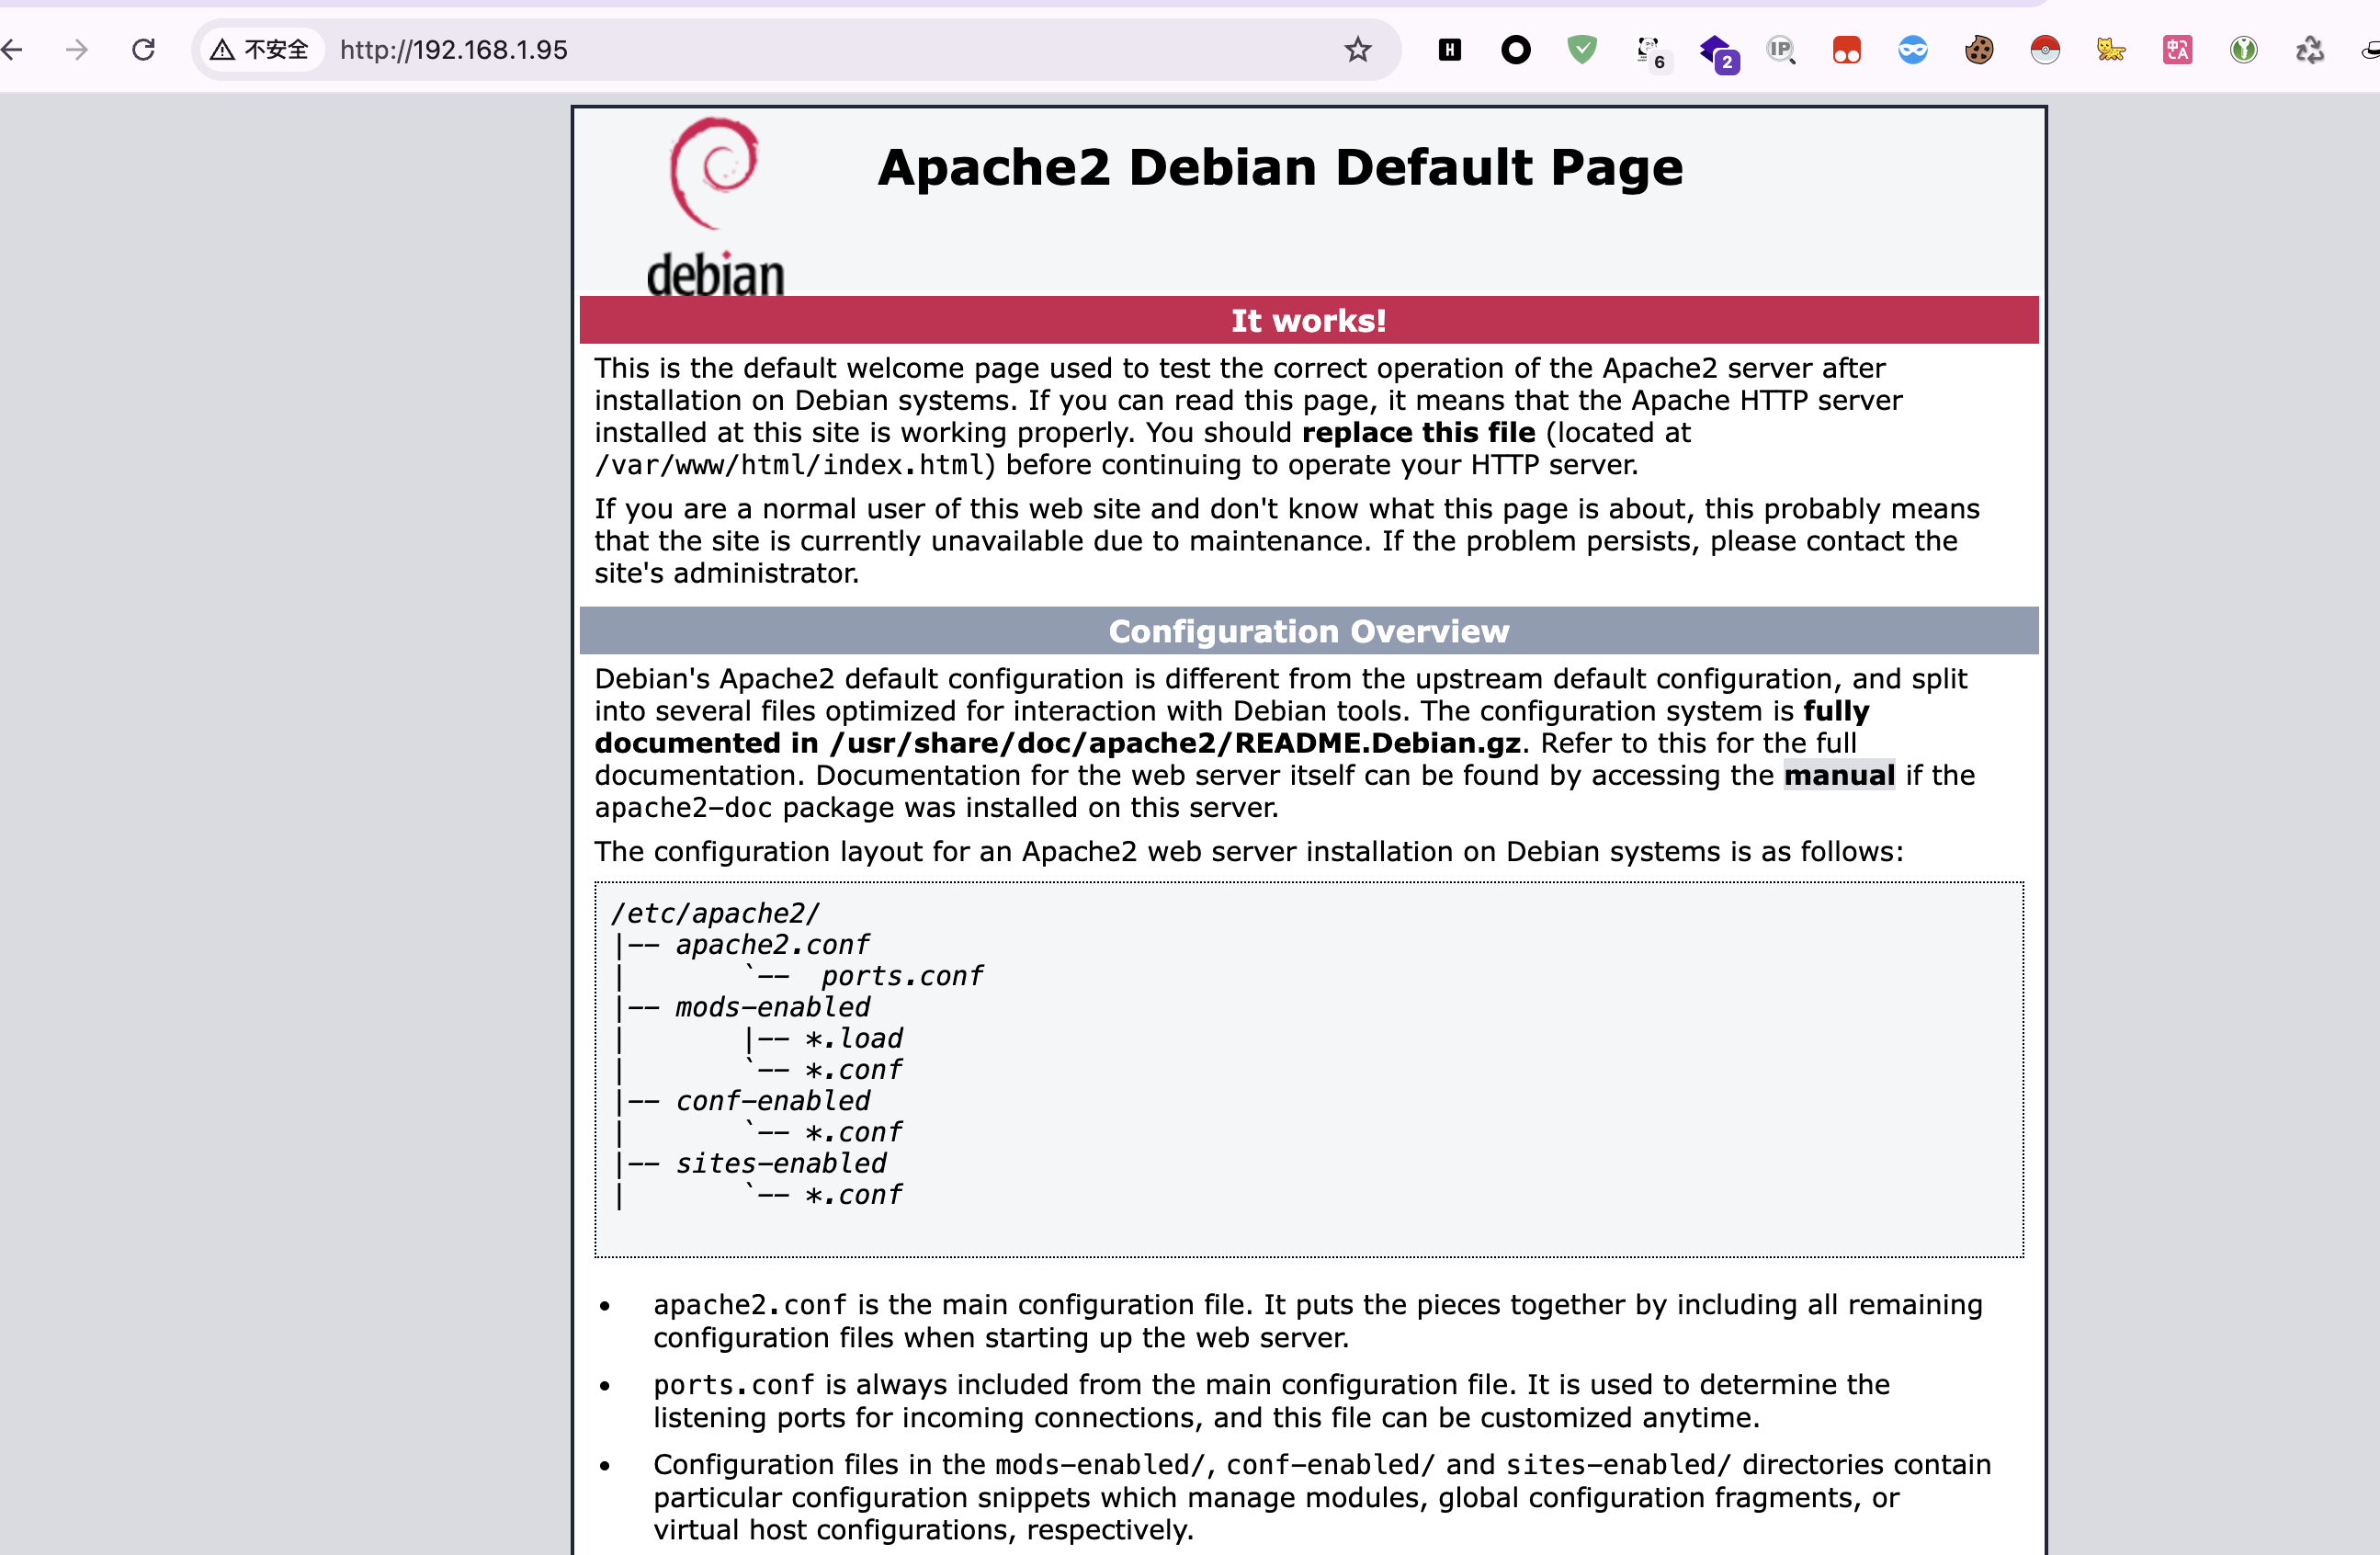 不安全 http://192.168.1.95
H
6
2
IP
中A
debian
Apache2 Debian Default Page
It works!
This is the default welcome page used to test the correct operation of the Apache2 server after
installation on Debian systems. If you can read this page, it means that the Apache HTTP server
installed at this site is working properly. You should replace this file (located at
/var/www/html/index.html) before continuing to operate your HTTP server.
If you are a normal user of this web site and don't know what this page is about, this probably means
that the site is currently unavailable due to maintenance. If the problem persists, please contact the
site's administrator.
Configuration Overview
Debian's Apache2 default configuration is different from the upstream default configuration, and split
into several files optimized for interaction with Debian tools. The configuration system is fully
documented in /usr/share/doc/apache2/README.Debian.gz. Refer to this for the full
documentation. Documentation for the web server itself can be found by accessing the manual if the
apache2-doc package was installed on this server.
The configuration layout for an Apache2 web server installation on Debian systems is as follows:
/etc/apache2/
|-- apache2.conf
|       `--  ports.conf
|-- mods-enabled
|       |-- *.load
|       `-- *.conf
|-- conf-enabled
|       `-- *.conf
|-- sites-enabled
|       `-- *.conf
• apache2.conf is the main configuration file. It puts the pieces together by including all remaining
configuration files when starting up the web server.
• ports.conf is always included from the main configuration file. It is used to determine the
listening ports for incoming connections, and this file can be customized anytime.
• Configuration files in the mods-enabled/, conf-enabled/ and sites-enabled/ directories contain
particular configuration snippets which manage modules, global configuration fragments, or
virtual host configurations, respectively.